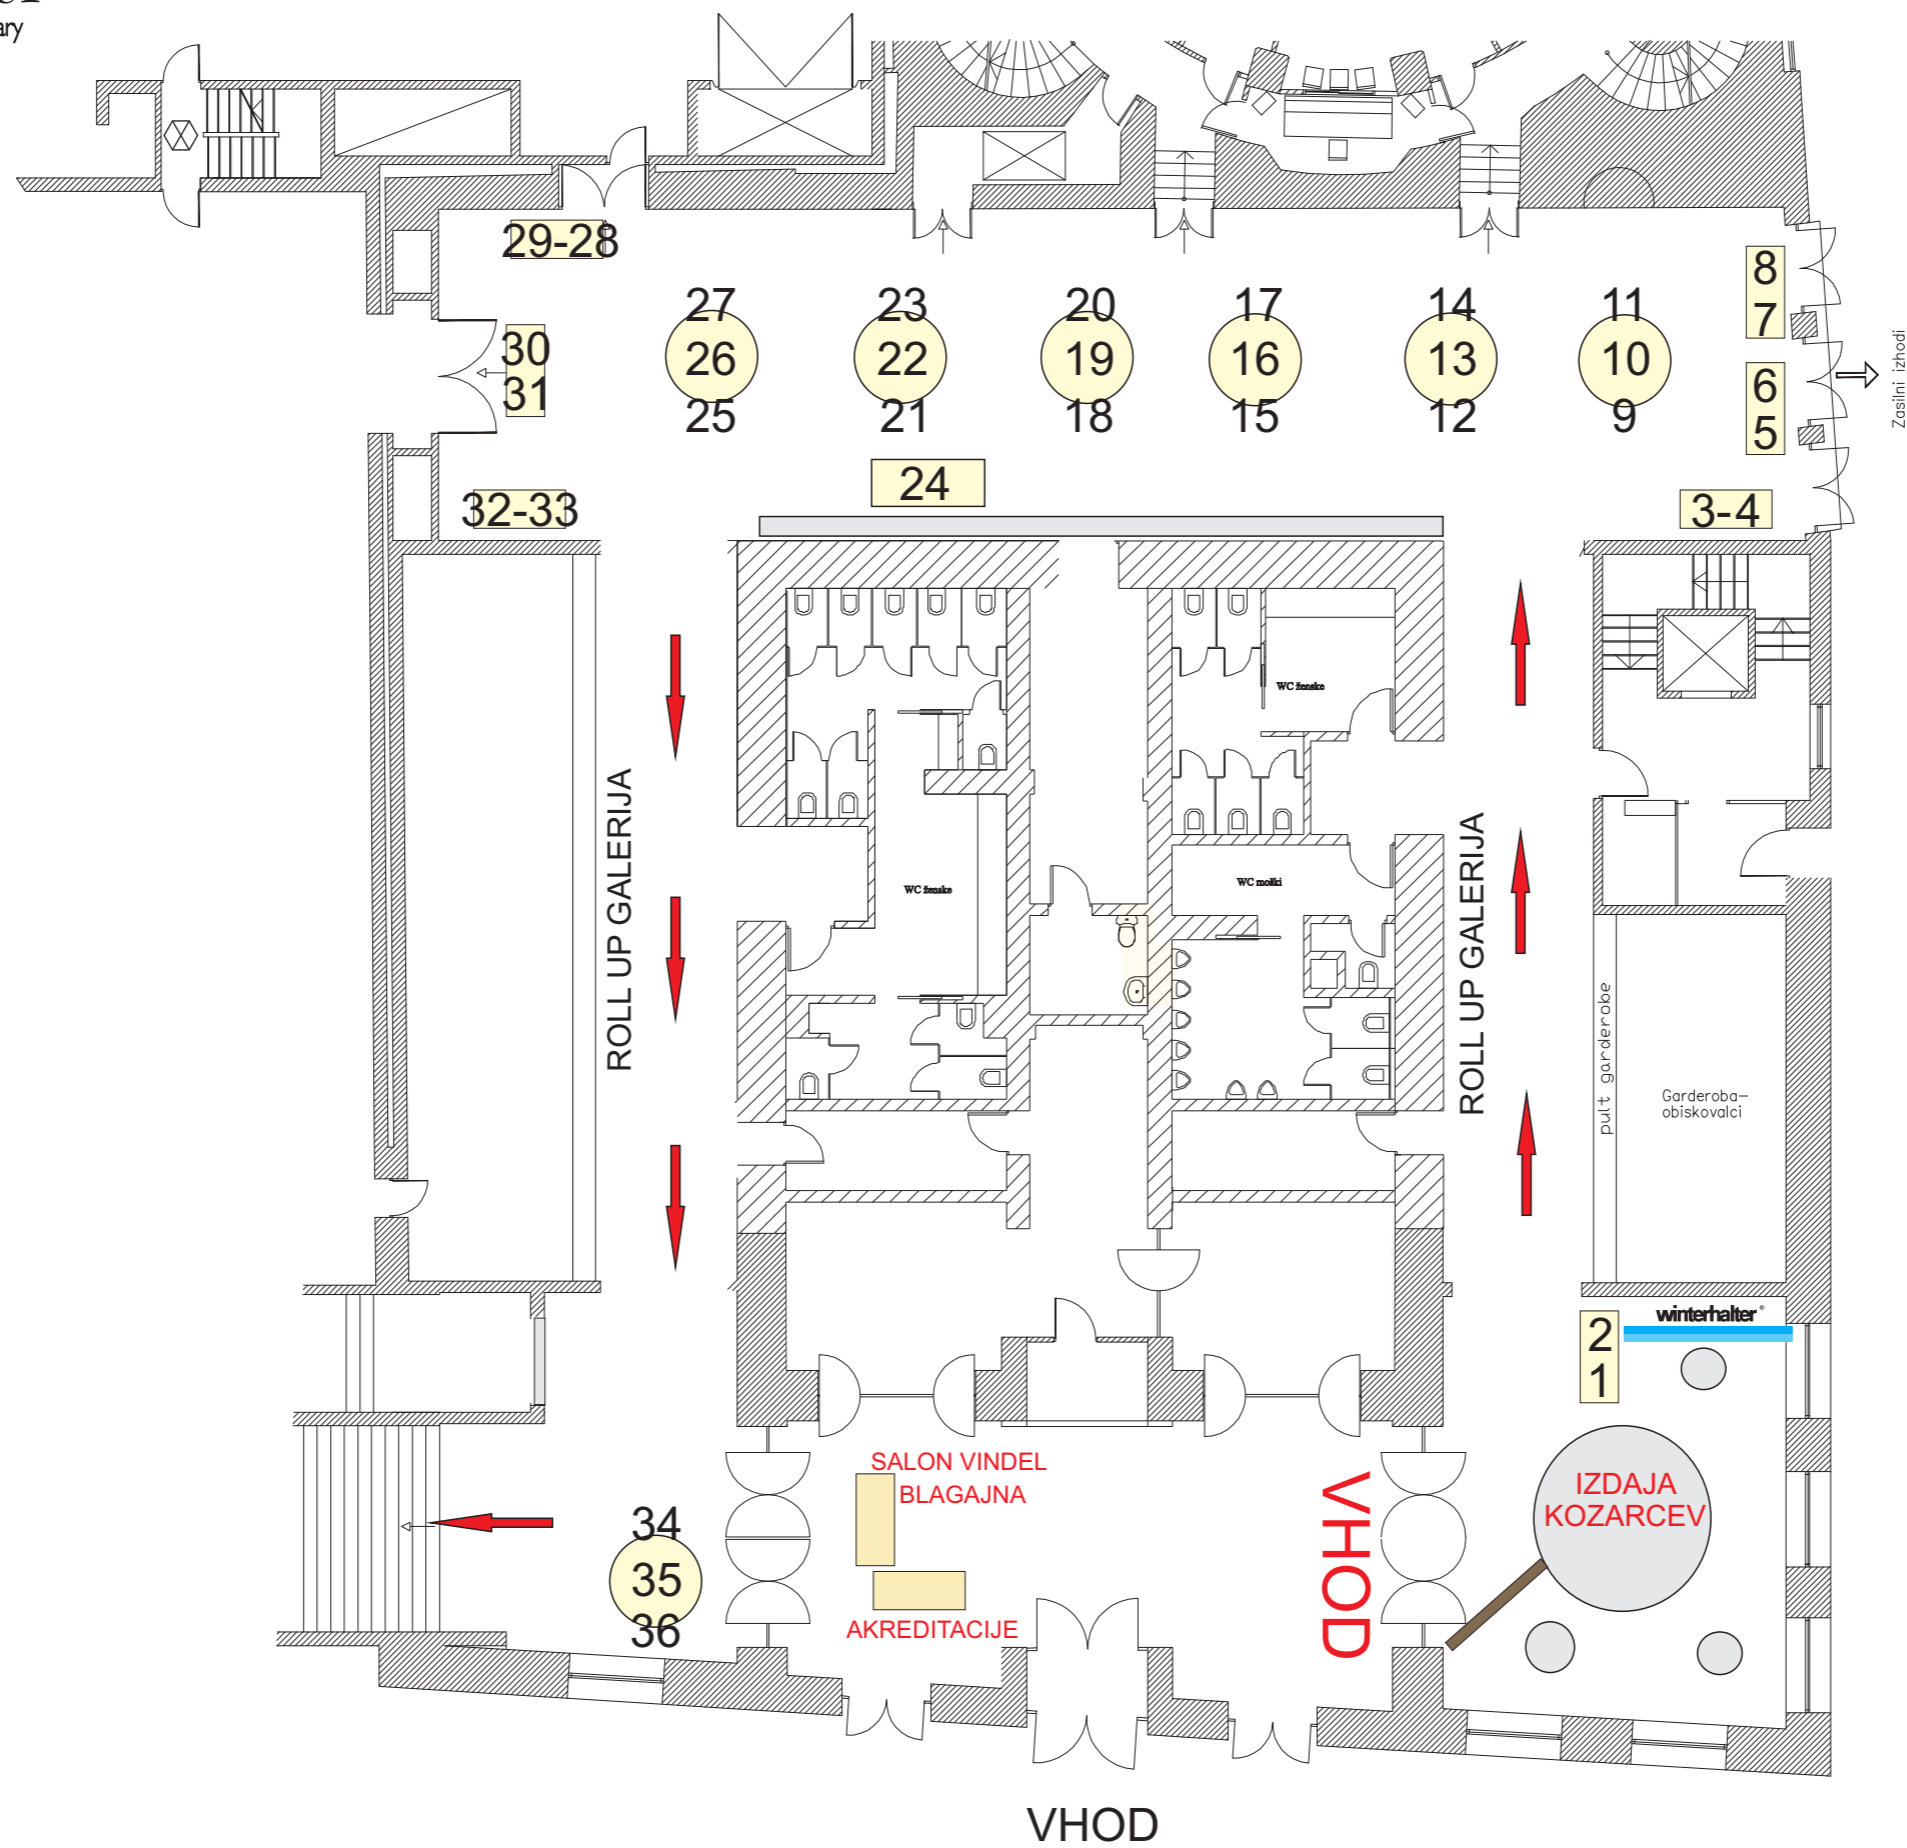 ary
29-28
8
7
27
23
20
17
14
11
Zasilni izhodi
30
31
26
22
19
16
13
10
6
5
25
21
18
15
12
9
24
32-33
3-4
WC ženske
ROLL UP GALERIJA
ROLL UP GALERIJA
WC ženske
WC moški
pult garderobe
Garderoba–
obiskovalci
winterhalter®
2
1
SALON VINDEL
BLAGAJNA
VHOD
IZDAJA
KOZARCEV
34
35
36
AKREDITACIJE
VHOD